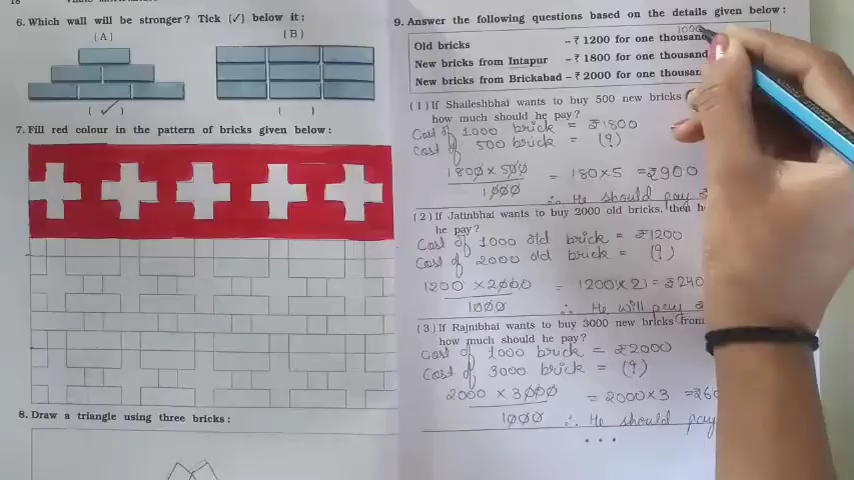 6. Which wall will be stronger? Tick (✓) below it:
(A)
(B)
( ✓ )
( )
7. Fill red colour in the pattern of bricks given below:
8. Draw a triangle using three bricks:
9. Answer the following questions based on the details given below:
1000
Old bricks – ₹ 1200 for one thousand
New bricks from Intapur – ₹ 1800 for one thousand
New bricks from Brickabad – ₹ 2000 for one
(1) If Shaileshbhai wants to buy 500 new bricks
how much should he pay?
Cost of 1000 brick = ₹1800
Cost of 500 brick = (?)
1800 × 500
1000
= 180×5 = ₹900
∴ He should pay
(2) If Jatinbhai wants to buy 2000 old bricks, then
he pay?
Cost of 1000 old brick = ₹1200
Cost of 2000 old brick = (?)
1200 × 2000
1000
= 1200×2
∴ He will pay
(3) If Rajnibhai wants to buy 3000 new bricks from
how much should he pay?
Cost of 1000 brick = ₹2000
Cost of 3000 brick = (?)
2000 × 3000
1000
= 2000×3
∴ He should pay